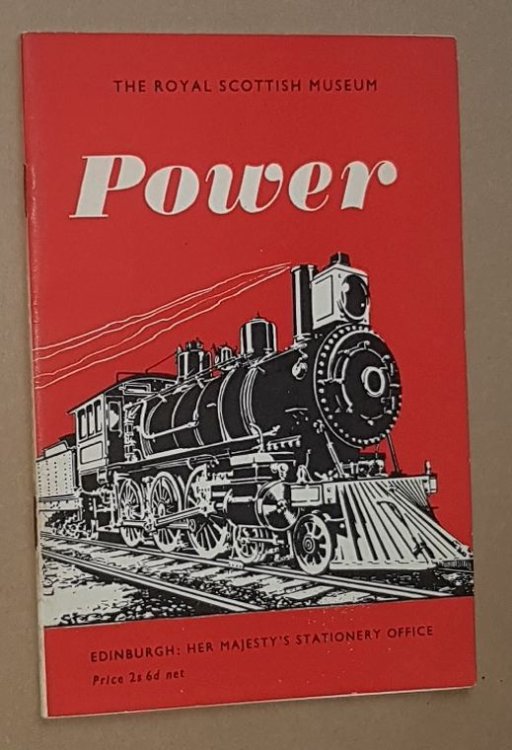 THE ROYAL SCOTTISH MUSEUM
Power
EDINBURGH: HER MAJESTY'S STATIONERY OFFICE
Price 2s 6d net